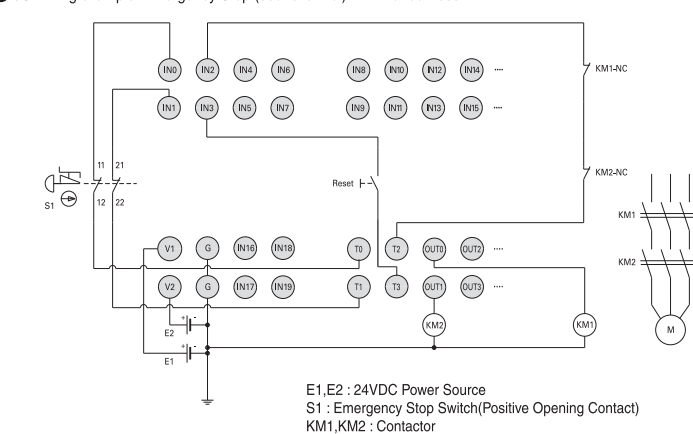 IN0 IN2 IN4 IN6 IN8 IN10 IN12 IN14 ····
KM1-NC
IN1 IN3 IN5 IN7 IN9 IN11 IN13 IN15 ····
11 21
KM2-NC
Reset
S1 12 22
KM1
V1 G IN16 IN18 T0 T2 OUT0 OUT2 ····
KM2
V2 G IN17 IN19 T1 T3 OUT1 OUT3 ····
E2 + -
KM2 KM1 M
E1 + -
E1,E2 : 24VDC Power Source
S1 : Emergency Stop Switch(Positive Opening Contact)
KM1,KM2 : Contactor